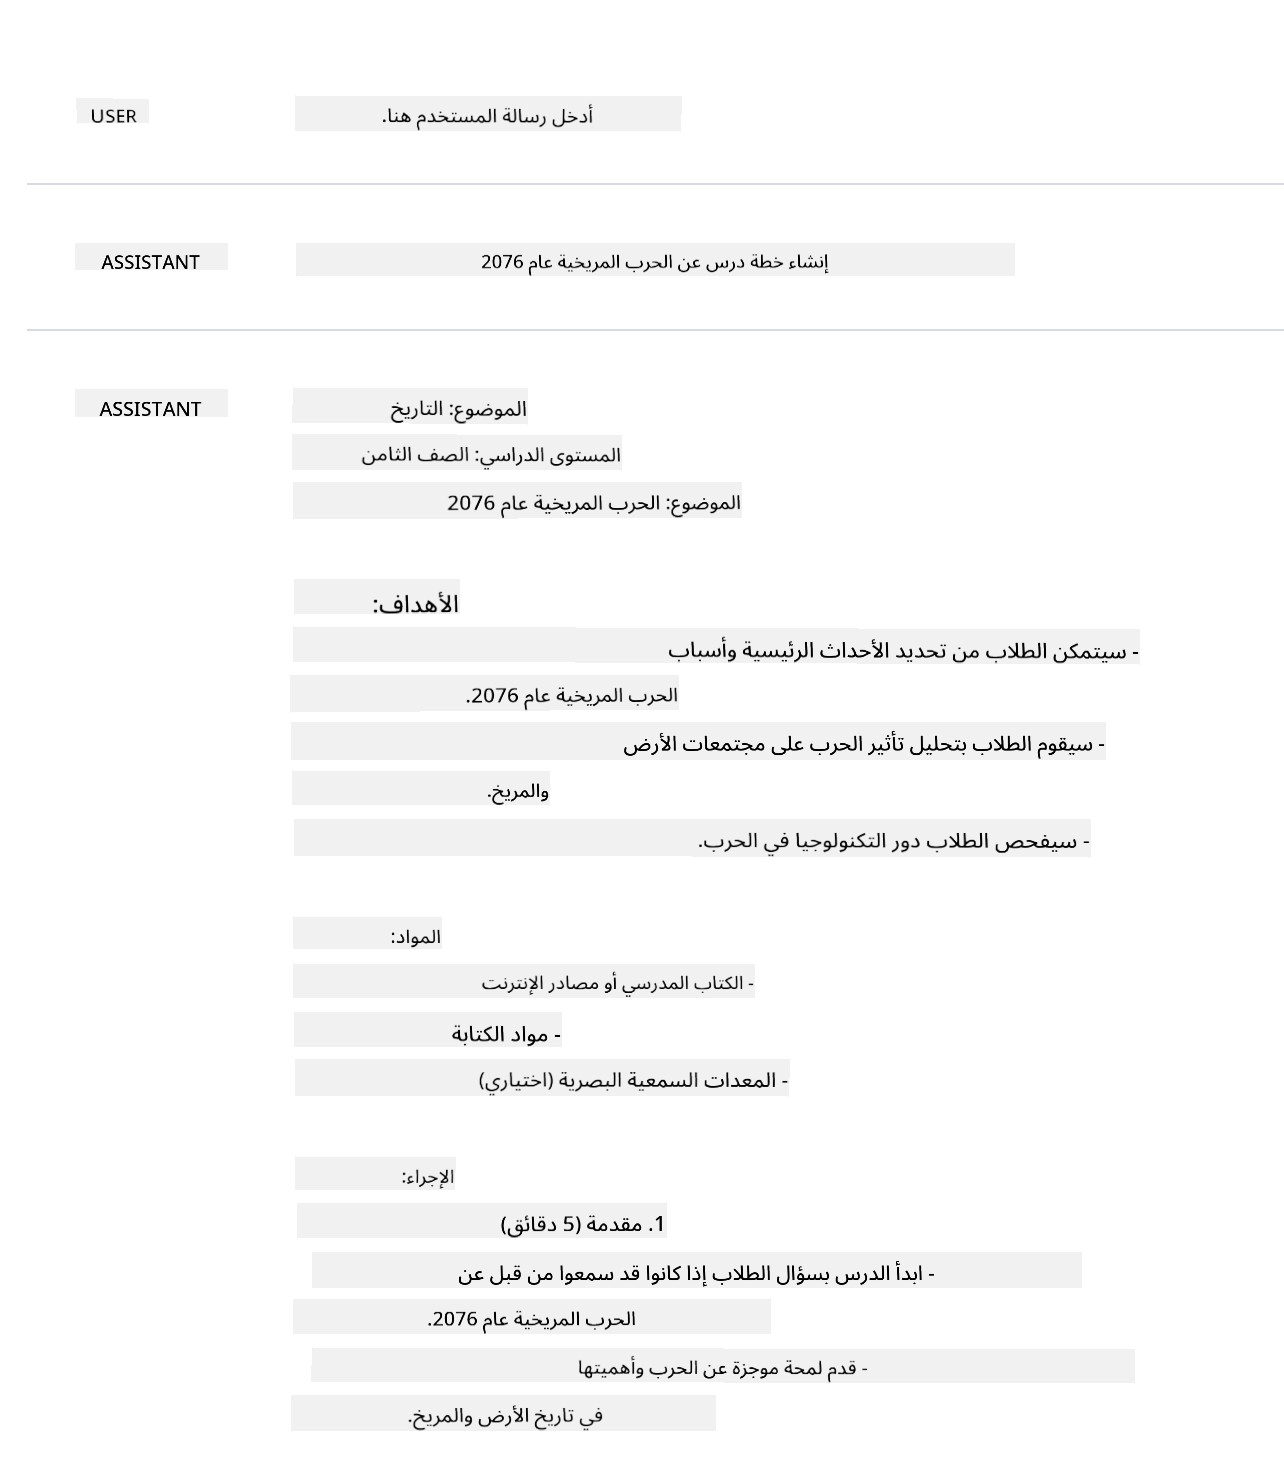 USER
أدخل رسالة المستخدم هنا.
ASSISTANT
إنشاء خطة درس عن الحرب المريخية عام 2076
ASSISTANT
الموضوع: التاريخ
المستوى الدراسي: الصف الثامن
الموضوع: الحرب المريخية عام 2076
الأهداف:
- سيتمكن الطلاب من تحديد الأحداث الرئيسية وأسباب
الحرب المريخية عام 2076.
- سيقوم الطلاب بتحليل تأثير الحرب على مجتمعات الأرض
والمريخ.
- سيفحص الطلاب دور التكنولوجيا في الحرب.
المواد:
- الكتاب المدرسي أو مصادر الإنترنت
- مواد الكتابة
- المعدات السمعية البصرية (اختياري)
الإجراء:
1. مقدمة (5 دقائق)
- ابدأ الدرس بسؤال الطلاب إذا كانوا قد سمعوا من قبل عن
الحرب المريخية عام 2076.
- قدم لمحة موجزة عن الحرب وأهميتها
في تاريخ الأرض والمريخ.